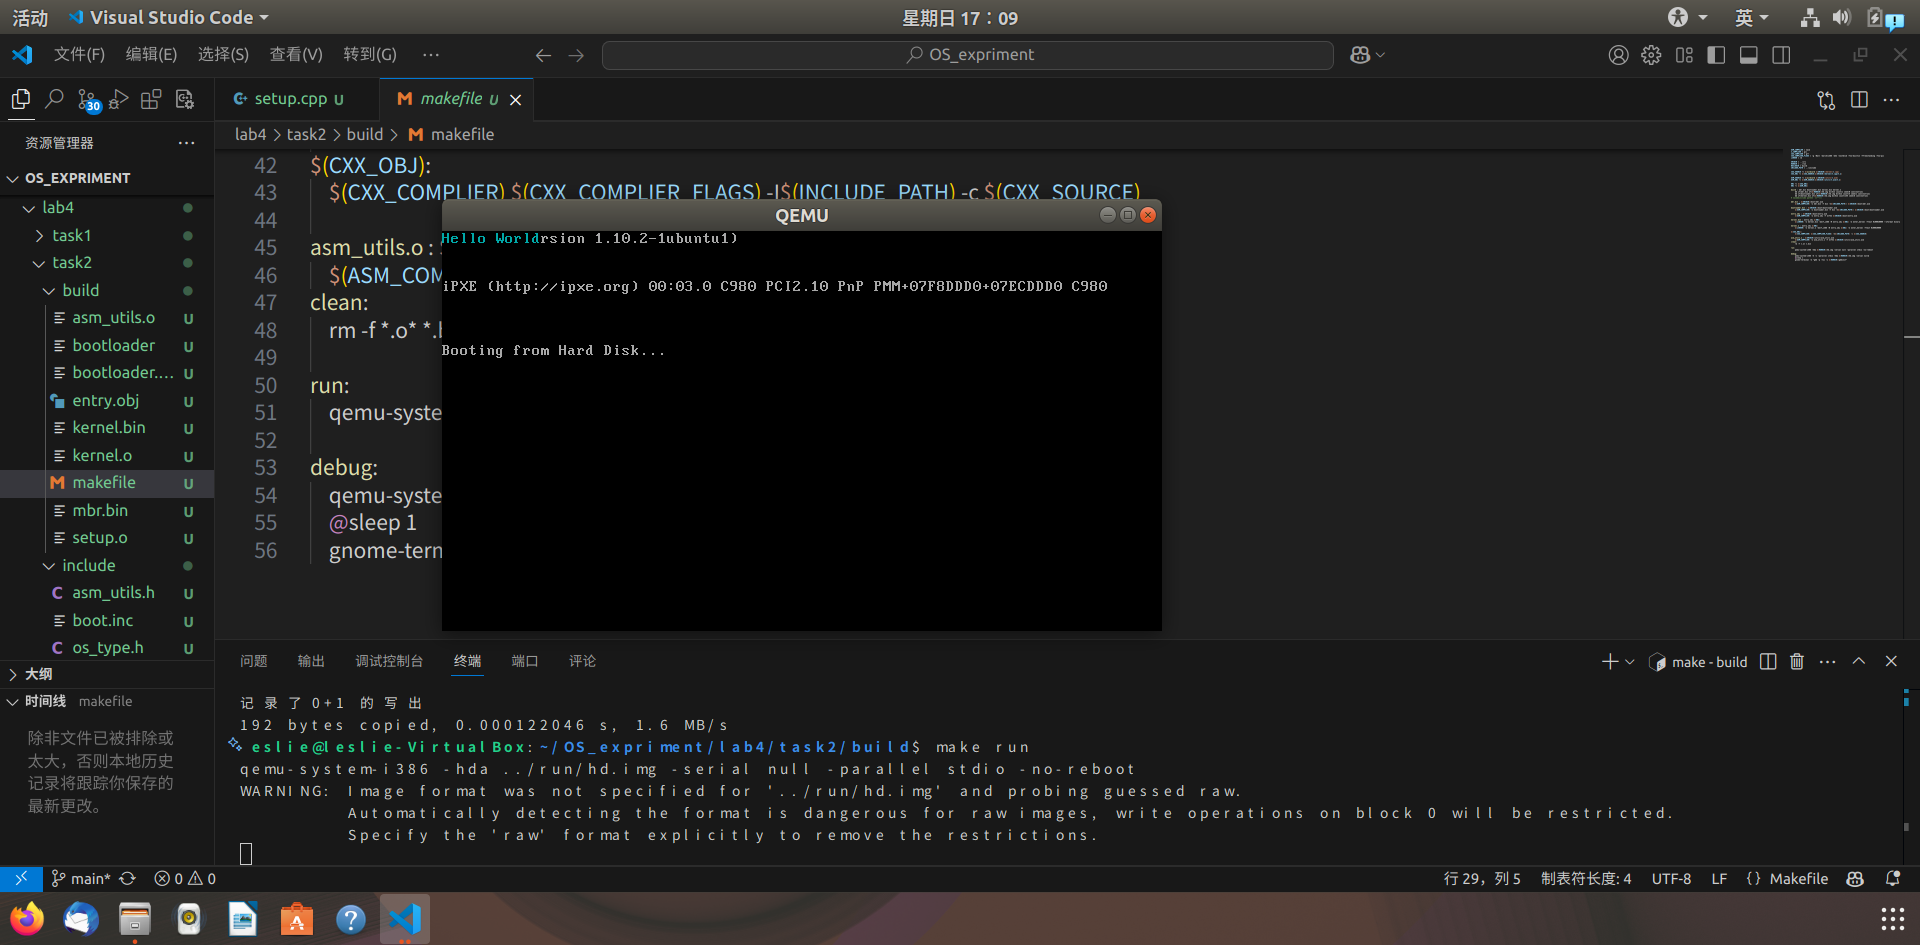 活动 Visual Studio Code 星期日 17：09 英
文件(F) 编辑(E) 选择(S) 查看(V) 转到(G) ··· OS_expriment
30 setup.cpp U makefile U
资源管理器 ··· lab4 > task2 > build > makefile
OS_EXPRIMENT
lab4
task1
task2
build
asm_utils.o U
bootloader U
bootloader.... U
entry.obj U
kernel.bin U
kernel.o U
makefile U
mbr.bin U
setup.o U
include
asm_utils.h U
boot.inc U
os_type.h U
大纲
时间线 makefile
除非文件已被排除或
太大，否则本地历史
记录将跟踪你保存的
最新更改。
42 $(CXX_OBJ):
43 $(CXX_COMPLIER) $(CXX_COMPLIER_FLAGS) -I$(INCLUDE_PATH) -c $(CXX_SOURCE)
44
45 asm_utils.o :
46 $(ASM_COM
47 clean:
48 rm -f *.o* *.b
49
50 run:
51 qemu-syste
52
53 debug:
54 qemu-syste
55 @sleep 1
56 gnome-tern
QEMU
Hello Worldrsion 1.10.2-1ubuntu1)
iPXE (http://ipxe.org) 00:03.0 C980 PCI2.10 PnP PMM+07F8DDD0+07ECDDD0 C980
Booting from Hard Disk...
问题 输出 调试控制台 终端 端口 评论 make - build
记录了0+1 的写出
192 bytes copied, 0.000122046 s, 1.6 MB/s
eslie@leslie-VirtualBox:~/OS_expriment/lab4/task2/build$ make run
qemu-system-i386 -hda ../run/hd.img -serial null -parallel stdio -no-reboot
WARNING: Image format was not specified for '../run/hd.img' and probing guessed raw.
Automatically detecting the format is dangerous for raw images, write operations on block 0 will be restricted.
Specify the 'raw' format explicitly to remove the restrictions.
main* 0 0 行 29，列 5 制表符长度: 4 UTF-8 LF {} Makefile